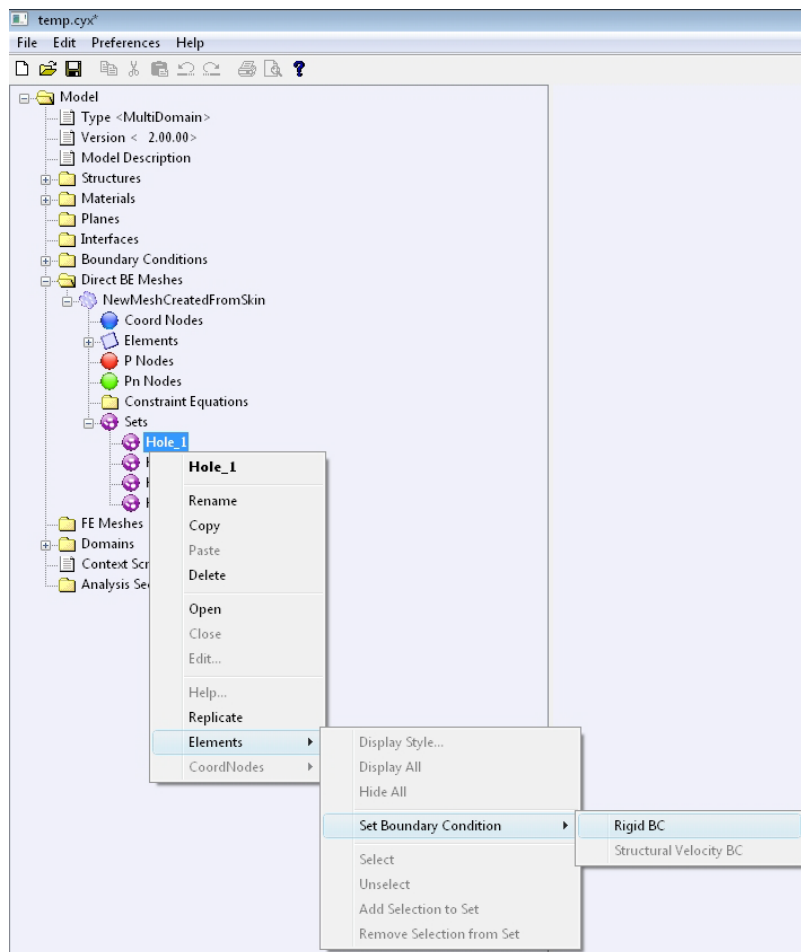 temp.cyx*
File Edit Preferences Help
Model
Type <MultiDomain>
Version < 2.00.00>
Model Description
Structures
Materials
Planes
Interfaces
Boundary Conditions
Direct BE Meshes
NewMeshCreatedFromSkin
Coord Nodes
Elements
P Nodes
Pn Nodes
Constraint Equations
Sets
Hole_1
FE Meshes
Domains
Context
Analysis
Hole_1
Rename
Copy
Paste
Delete
Open
Close
Edit...
Help...
Replicate
Elements
CoordNodes
Display Style...
Display All
Hide All
Set Boundary Condition
Select
Unselect
Add Selection to Set
Remove Selection from Set
Rigid BC
Structural Velocity BC